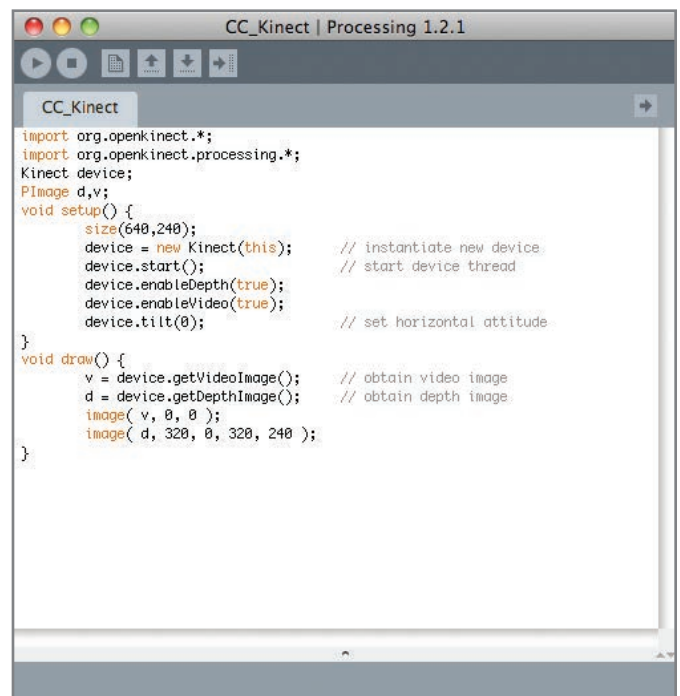 CC_Kinect | Processing 1.2.1
CC_Kinect
import org.openkinect.*;
import org.openkinect.processing.*;
Kinect device;
PImage d,v;
void setup() {
size(640,240);
device = new Kinect(this); // instantiate new device
device.start(); // start device thread
device.enableDepth(true);
device.enableVideo(true);
device.tilt(0); // set horizontal attitude
}
void draw() {
v = device.getVideoImage(); // obtain video image
d = device.getDepthImage(); // obtain depth image
image( v, 0, 0 );
image( d, 320, 0, 320, 240 );
}